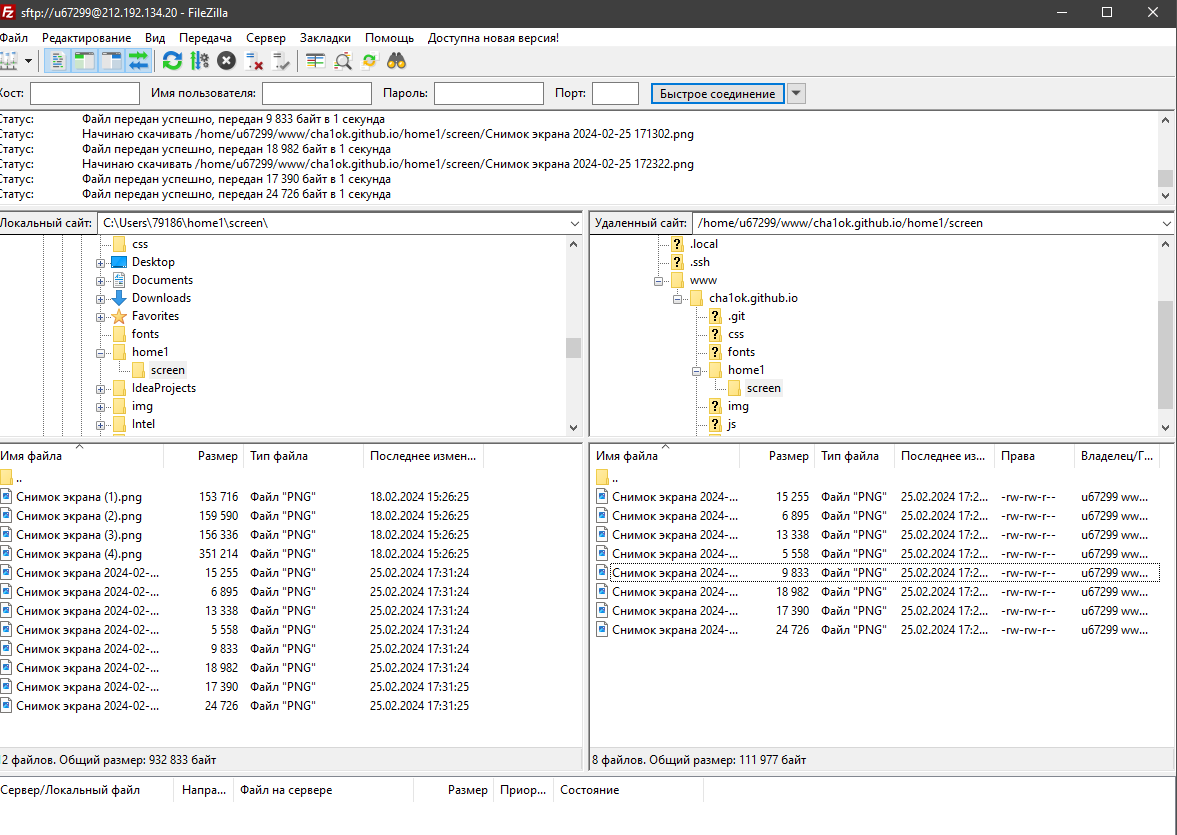 sftp://u67299@212.192.134.20 - FileZilla
Файл Редактирование Вид Передача Сервер Закладки Помощь Доступна новая версия!
Хост: Имя пользователя: Пароль: Порт: Быстрое соединение
Статус: Файл передан успешно, передан 9 833 байт в 1 секунда
Статус: Начинаю скачивать /home/u67299/www/cha1ok.github.io/home1/screen/Снимок экрана 2024-02-25 171302.png
Статус: Файл передан успешно, передан 18 982 байт в 1 секунда
Статус: Начинаю скачивать /home/u67299/www/cha1ok.github.io/home1/screen/Снимок экрана 2024-02-25 172322.png
Статус: Файл передан успешно, передан 17 390 байт в 1 секунда
Статус: Файл передан успешно, передан 24 726 байт в 1 секунда
Локальный сайт: C:\Users\79186\home1\screen\
css
Desktop
Documents
Downloads
Favorites
fonts
home1
screen
IdeaProjects
img
Intel
Удаленный сайт: /home/u67299/www/cha1ok.github.io/home1/screen
? .local
? .ssh
www
cha1ok.github.io
? .git
? css
? fonts
home1
screen
? img
? js
Имя файла Размер Тип файла Последнее измен...
..
Снимок экрана (1).png 153 716 Файл "PNG" 18.02.2024 15:26:25
Снимок экрана (2).png 159 590 Файл "PNG" 18.02.2024 15:26:25
Снимок экрана (3).png 156 336 Файл "PNG" 18.02.2024 15:26:25
Снимок экрана (4).png 351 214 Файл "PNG" 18.02.2024 15:26:25
Снимок экрана 2024-02-... 15 255 Файл "PNG" 25.02.2024 17:31:24
Снимок экрана 2024-02-... 6 895 Файл "PNG" 25.02.2024 17:31:24
Снимок экрана 2024-02-... 13 338 Файл "PNG" 25.02.2024 17:31:24
Снимок экрана 2024-02-... 5 558 Файл "PNG" 25.02.2024 17:31:24
Снимок экрана 2024-02-... 9 833 Файл "PNG" 25.02.2024 17:31:24
Снимок экрана 2024-02-... 18 982 Файл "PNG" 25.02.2024 17:31:24
Снимок экрана 2024-02-... 17 390 Файл "PNG" 25.02.2024 17:31:25
Снимок экрана 2024-02-... 24 726 Файл "PNG" 25.02.2024 17:31:25
12 файлов. Общий размер: 932 833 байт
Имя файла Размер Тип файла Последнее из... Права Владелец/Г...
..
Снимок экрана 2024-... 15 255 Файл "PNG" 25.02.2024 17:2... -rw-rw-r-- u67299 ww...
Снимок экрана 2024-... 6 895 Файл "PNG" 25.02.2024 17:2... -rw-rw-r-- u67299 ww...
Снимок экрана 2024-... 13 338 Файл "PNG" 25.02.2024 17:2... -rw-rw-r-- u67299 ww...
Снимок экрана 2024-... 5 558 Файл "PNG" 25.02.2024 17:2... -rw-rw-r-- u67299 ww...
Снимок экрана 2024-... 9 833 Файл "PNG" 25.02.2024 17:2... -rw-rw-r-- u67299 ww...
Снимок экрана 2024-... 18 982 Файл "PNG" 25.02.2024 17:2... -rw-rw-r-- u67299 ww...
Снимок экрана 2024-... 17 390 Файл "PNG" 25.02.2024 17:2... -rw-rw-r-- u67299 ww...
Снимок экрана 2024-... 24 726 Файл "PNG" 25.02.2024 17:2... -rw-rw-r-- u67299 ww...
8 файлов. Общий размер: 111 977 байт
Сервер/Локальный файл Напра... Файл на сервере Размер Приор... Состояние